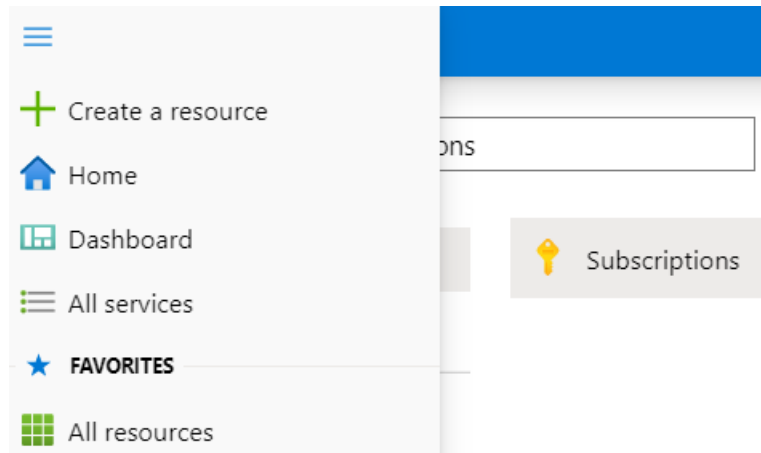 Create a resource
Home
Dashboard
All services
FAVORITES
All resources
ons
Subscriptions